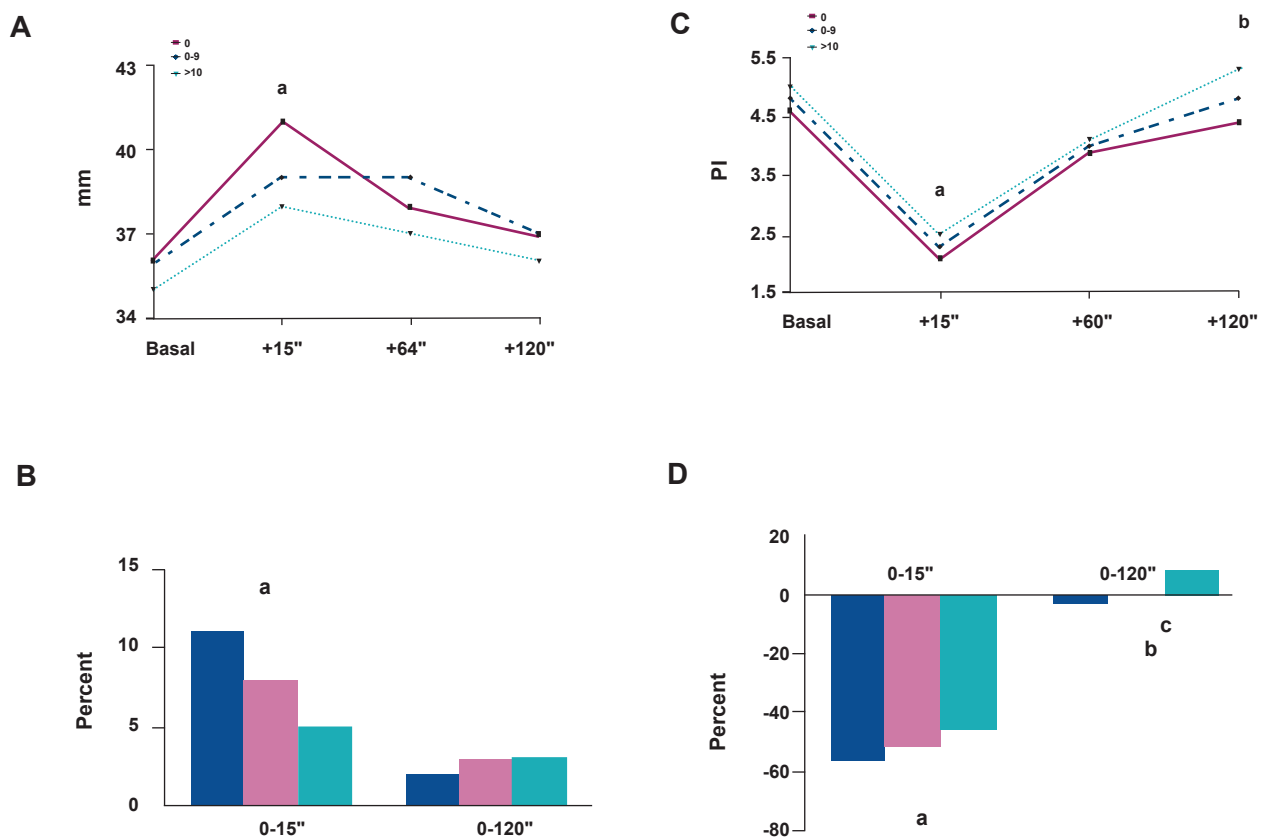 A
0
0-9
>10
43
40
37
34
mm
a
Basal +15" +64" +120"
C
0
0-9
>10
b
5.5
4.5
3.5
2.5
1.5
PI
a
Basal +15" +60" +120"
B
15
10
5
0
Percent
a
0-15" 0-120"
D
20
0
-20
-40
-60
-80
Percent
0-15" 0-120"
c
b
a